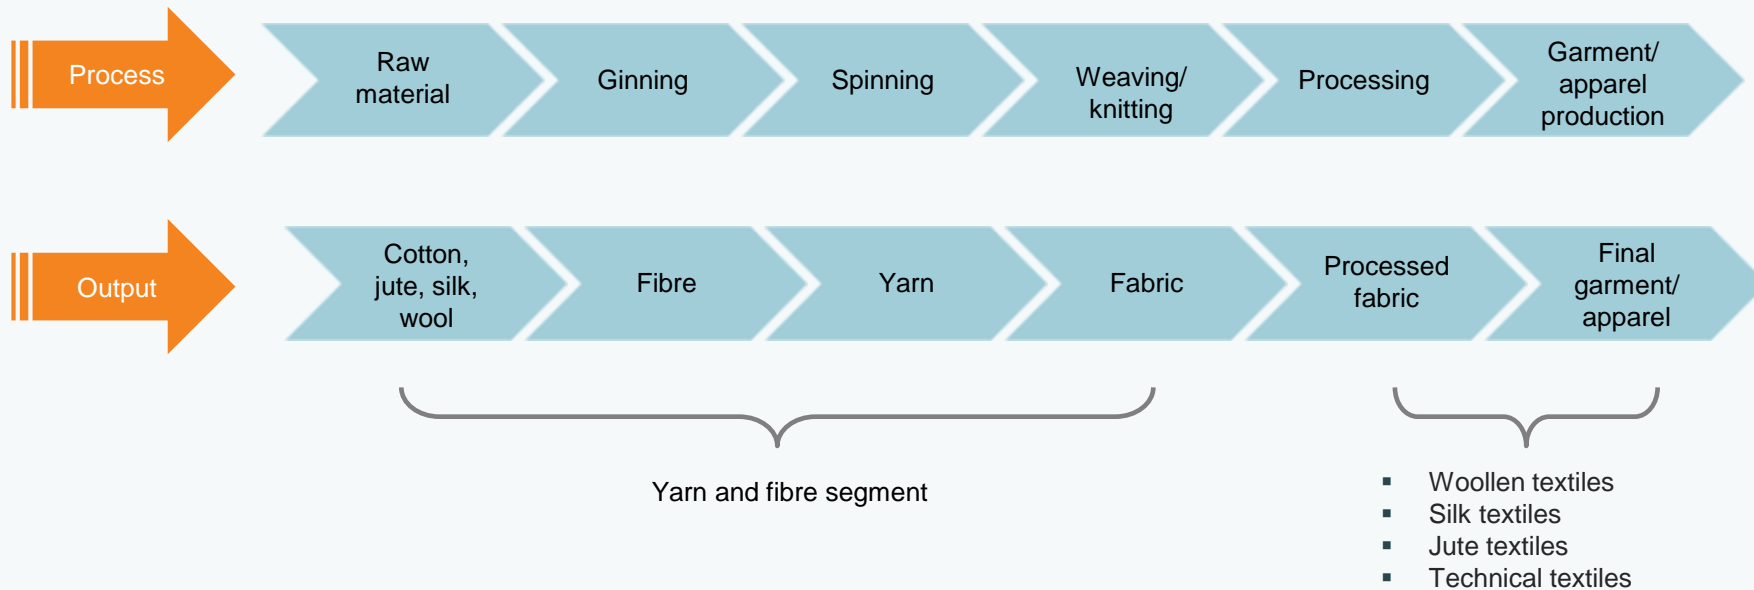 Process
Raw
material
Ginning
Spinning
Weaving/
knitting
Processing
Garment/
apparel
production
Output
Cotton,
jute, silk,
wool
Fibre
Yarn
Fabric
Processed
fabric
Final
garment/
apparel
Yarn and fibre segment
▪ Woollen textiles
▪ Silk textiles
▪ Jute textiles
▪ Technical textiles